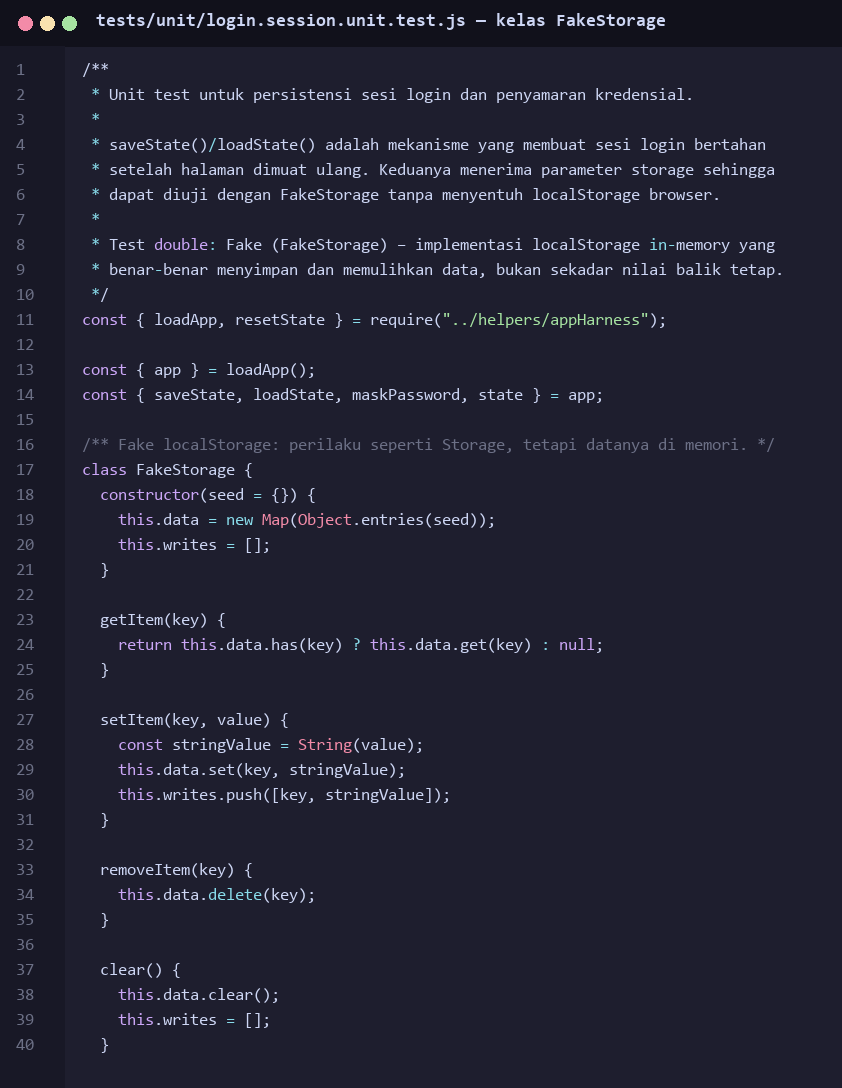 tests/unit/login.session.unit.test.js — kelas FakeStorage
1 /**
2  * Unit test untuk persistensi sesi login dan penyamaran kredensial.
3  *
4  * saveState()/loadState() adalah mekanisme yang membuat sesi login bertahan
5  * setelah halaman dimuat ulang. Keduanya menerima parameter storage sehingga
6  * dapat diuji dengan FakeStorage tanpa menyentuh localStorage browser.
7  *
8  * Test double: Fake (FakeStorage) — implementasi localStorage in-memory yang
9  * benar-benar menyimpan dan memulihkan data, bukan sekadar nilai balik tetap.
10  */
11 const { loadApp, resetState } = require("../helpers/appHarness");
12
13 const { app } = loadApp();
14 const { saveState, loadState, maskPassword, state } = app;
15
16 /** Fake localStorage: perilaku seperti Storage, tetapi datanya di memori. */
17 class FakeStorage {
18   constructor(seed = {}) {
19     this.data = new Map(Object.entries(seed));
20     this.writes = [];
21   }
22
23   getItem(key) {
24     return this.data.has(key) ? this.data.get(key) : null;
25   }
26
27   setItem(key, value) {
28     const stringValue = String(value);
29     this.data.set(key, stringValue);
30     this.writes.push([key, stringValue]);
31   }
32
33   removeItem(key) {
34     this.data.delete(key);
35   }
36
37   clear() {
38     this.data.clear();
39     this.writes = [];
40   }